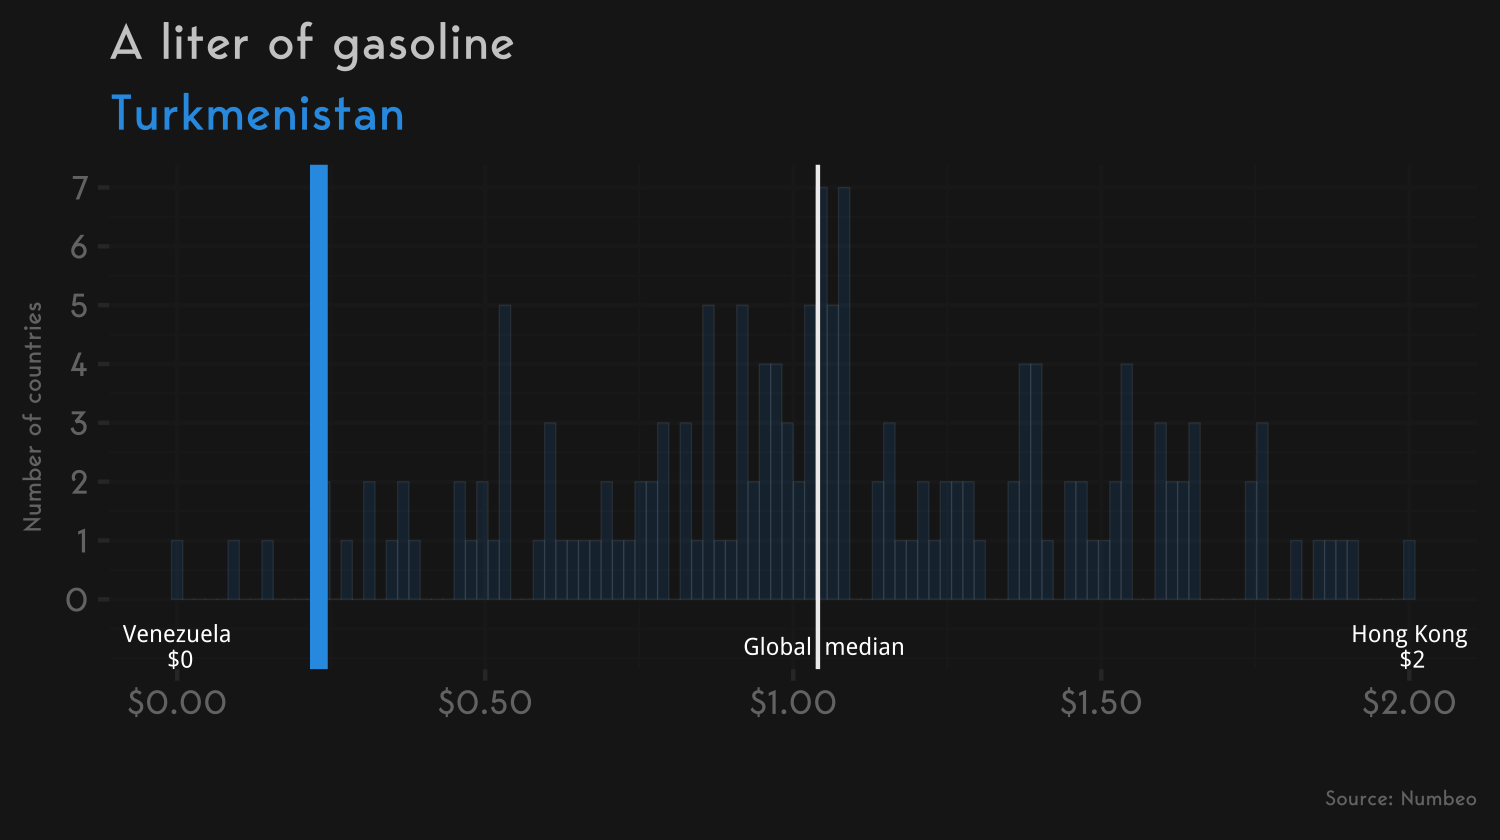 A liter of gasoline
Turkmenistan
Number of countries
7
6
5
4
3
2
1
0
Venezuela
$0
Global median
Hong Kong
$2
$0.00 $0.50 $1.00 $1.50 $2.00
Source: Numbeo